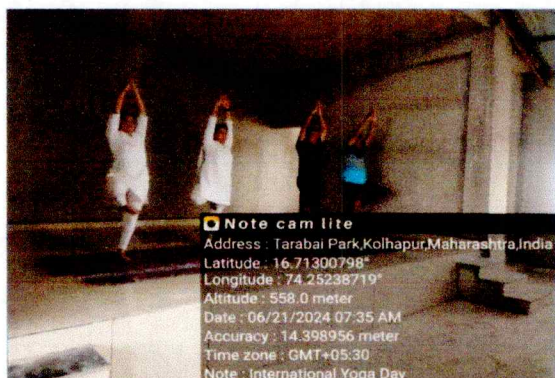 Note cam lite
Address : Tarabai Park,Kolhapur,Maharashtra,India
Latitude : 16.71300798°
Longitude : 74.25238719°
Altitude : 558.0 meter
Date : 06/21/2024 07:35 AM
Accuracy : 14.398956 meter
Time zone : GMT+05:30
Note : International Yoga Day